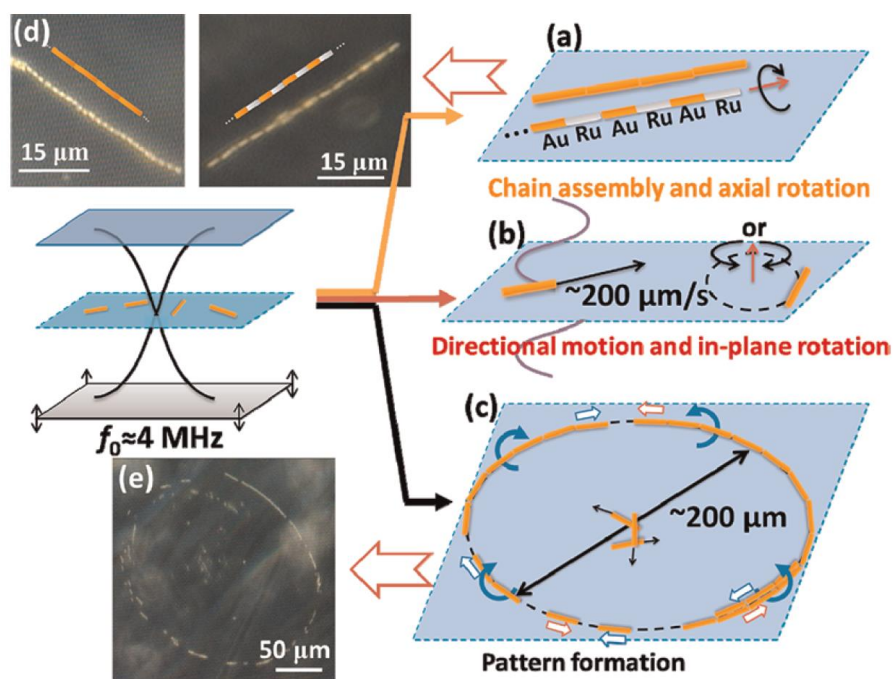 (d)
15 µm
15 µm
(a)
... Au Ru Au Ru Au Ru
Chain assembly and axial rotation
(b)
or
~200 µm/s
Directional motion and in-plane rotation
f₀≈4 MHz
(c)
~200 µm
Pattern formation
(e)
50 µm